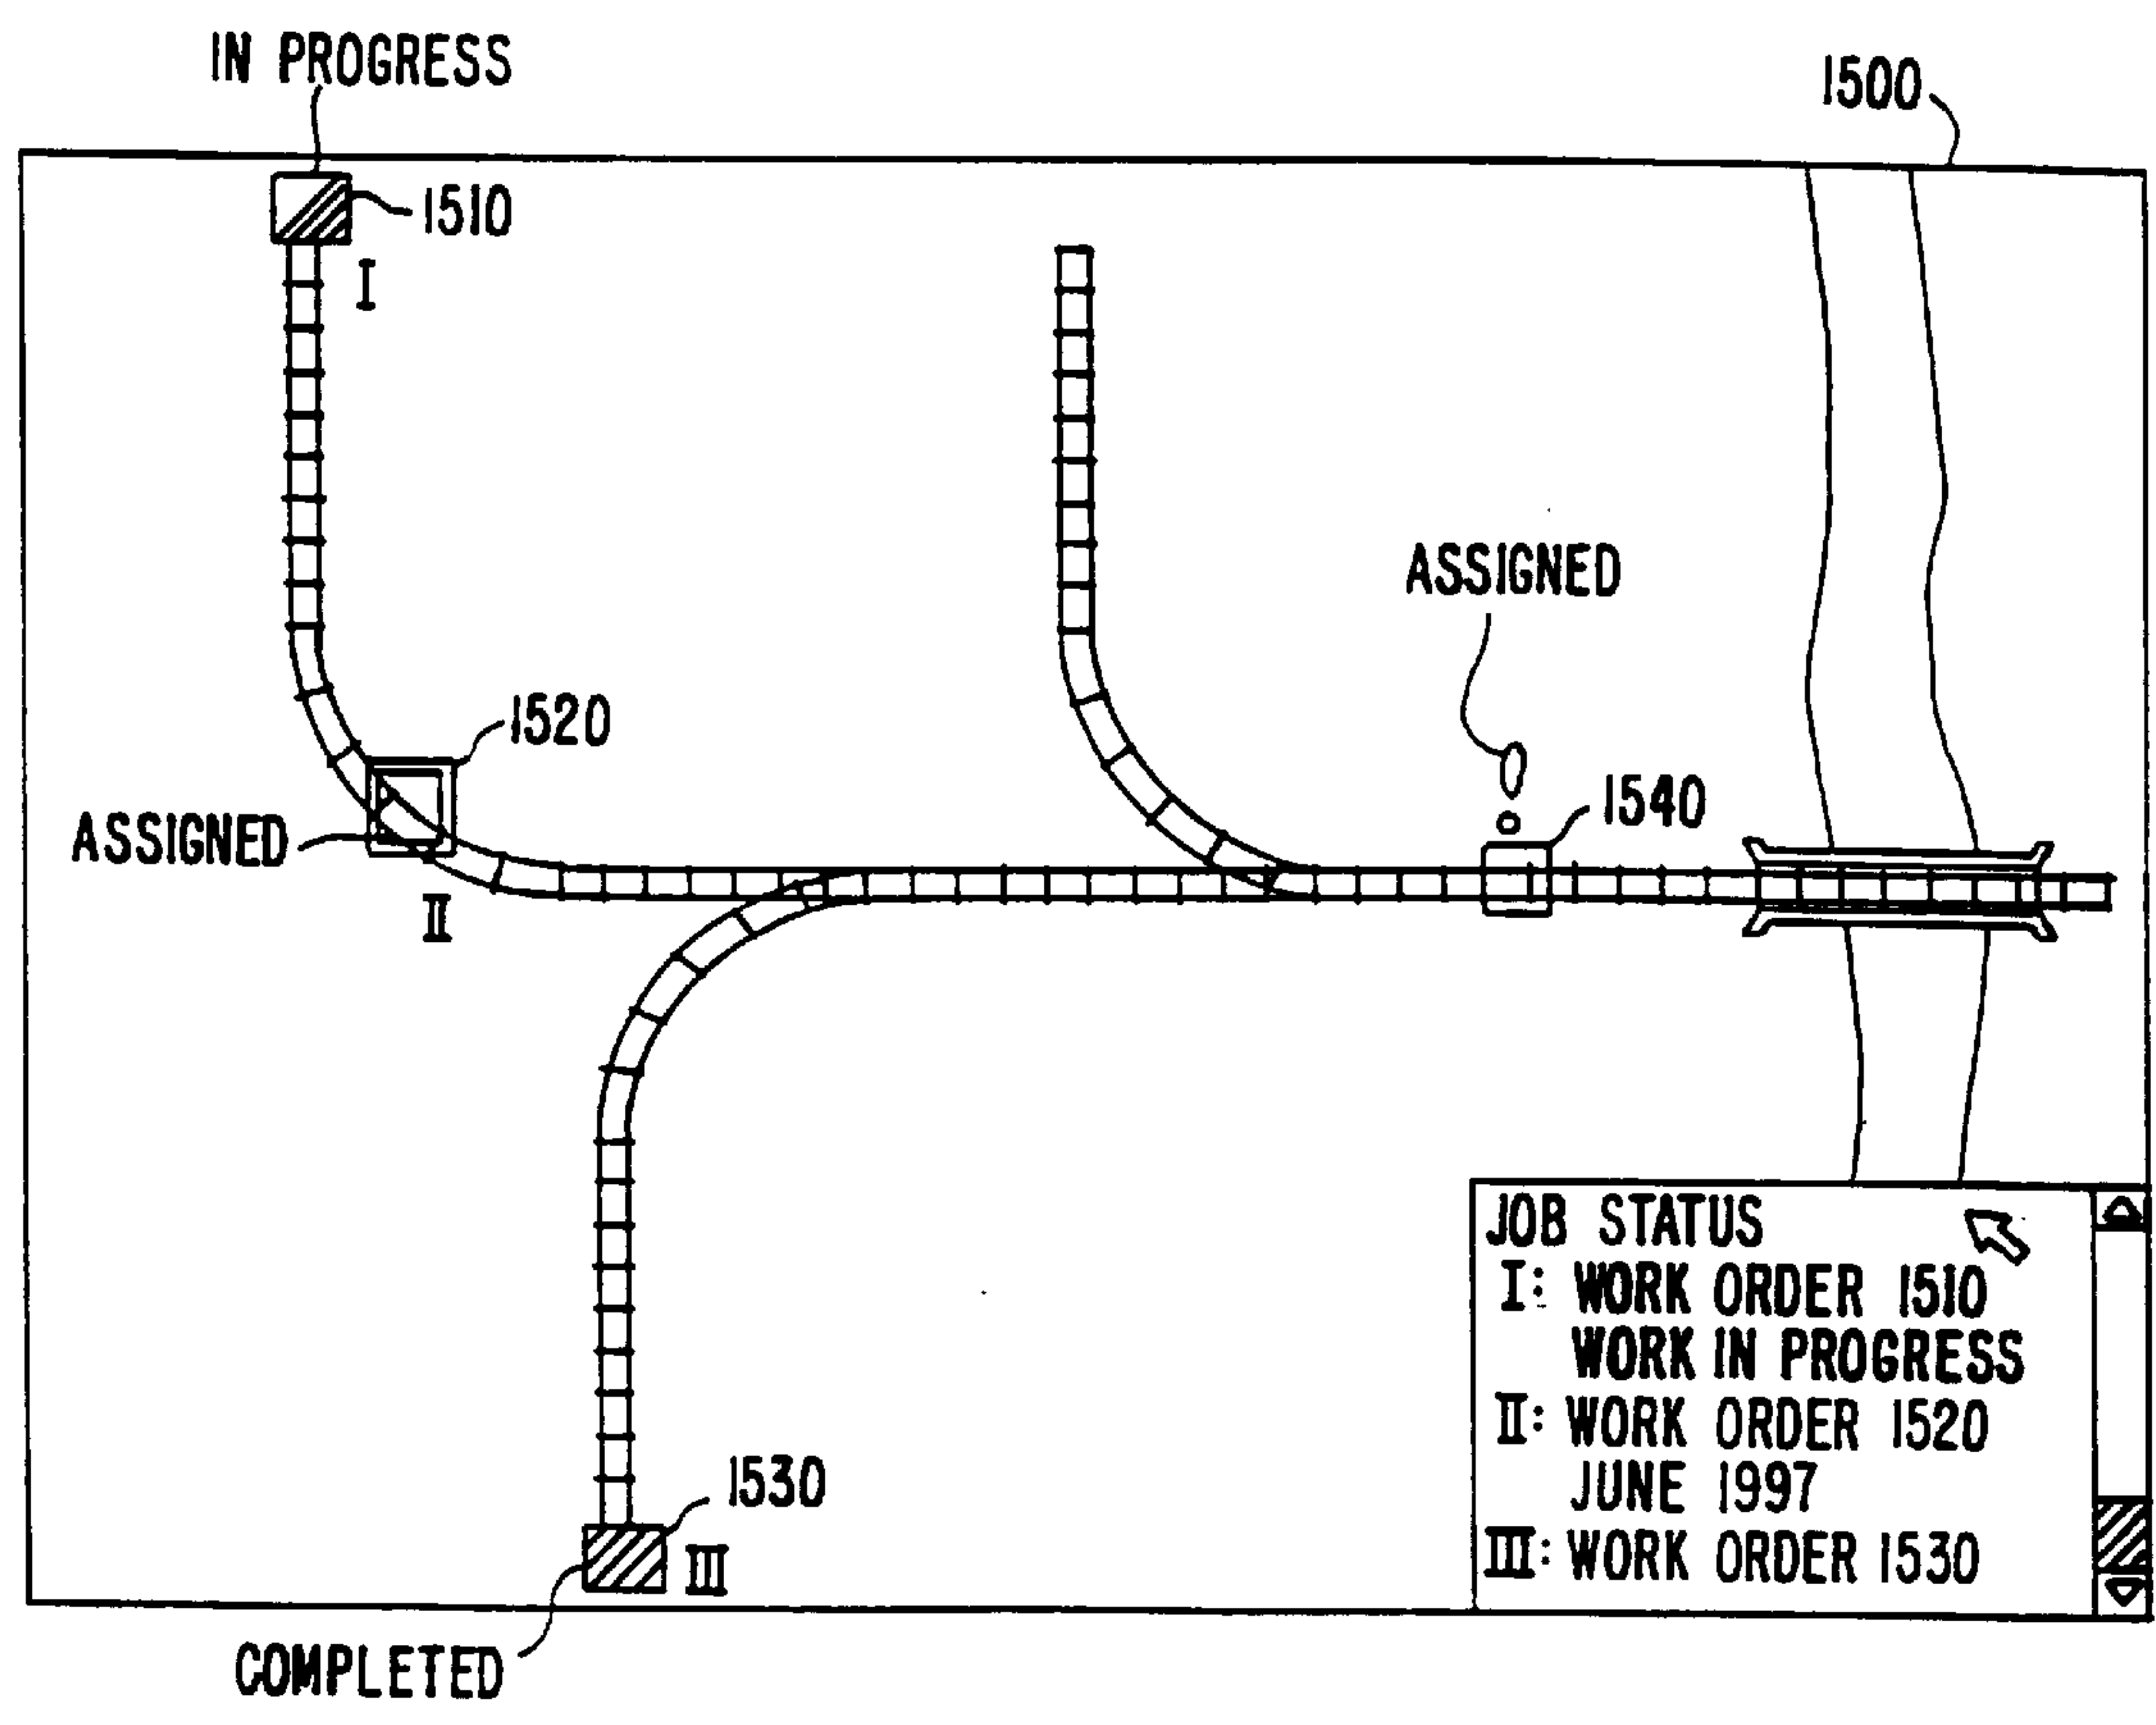 IN PROGRESS
1500
1510
I
ASSIGNED
1520
1540
ASSIGNED
II
JOB STATUS
I: WORK ORDER 1510
WORK IN PROGRESS
II: WORK ORDER 1520
JUNE 1997
III: WORK ORDER 1530
1530
III
COMPLETED